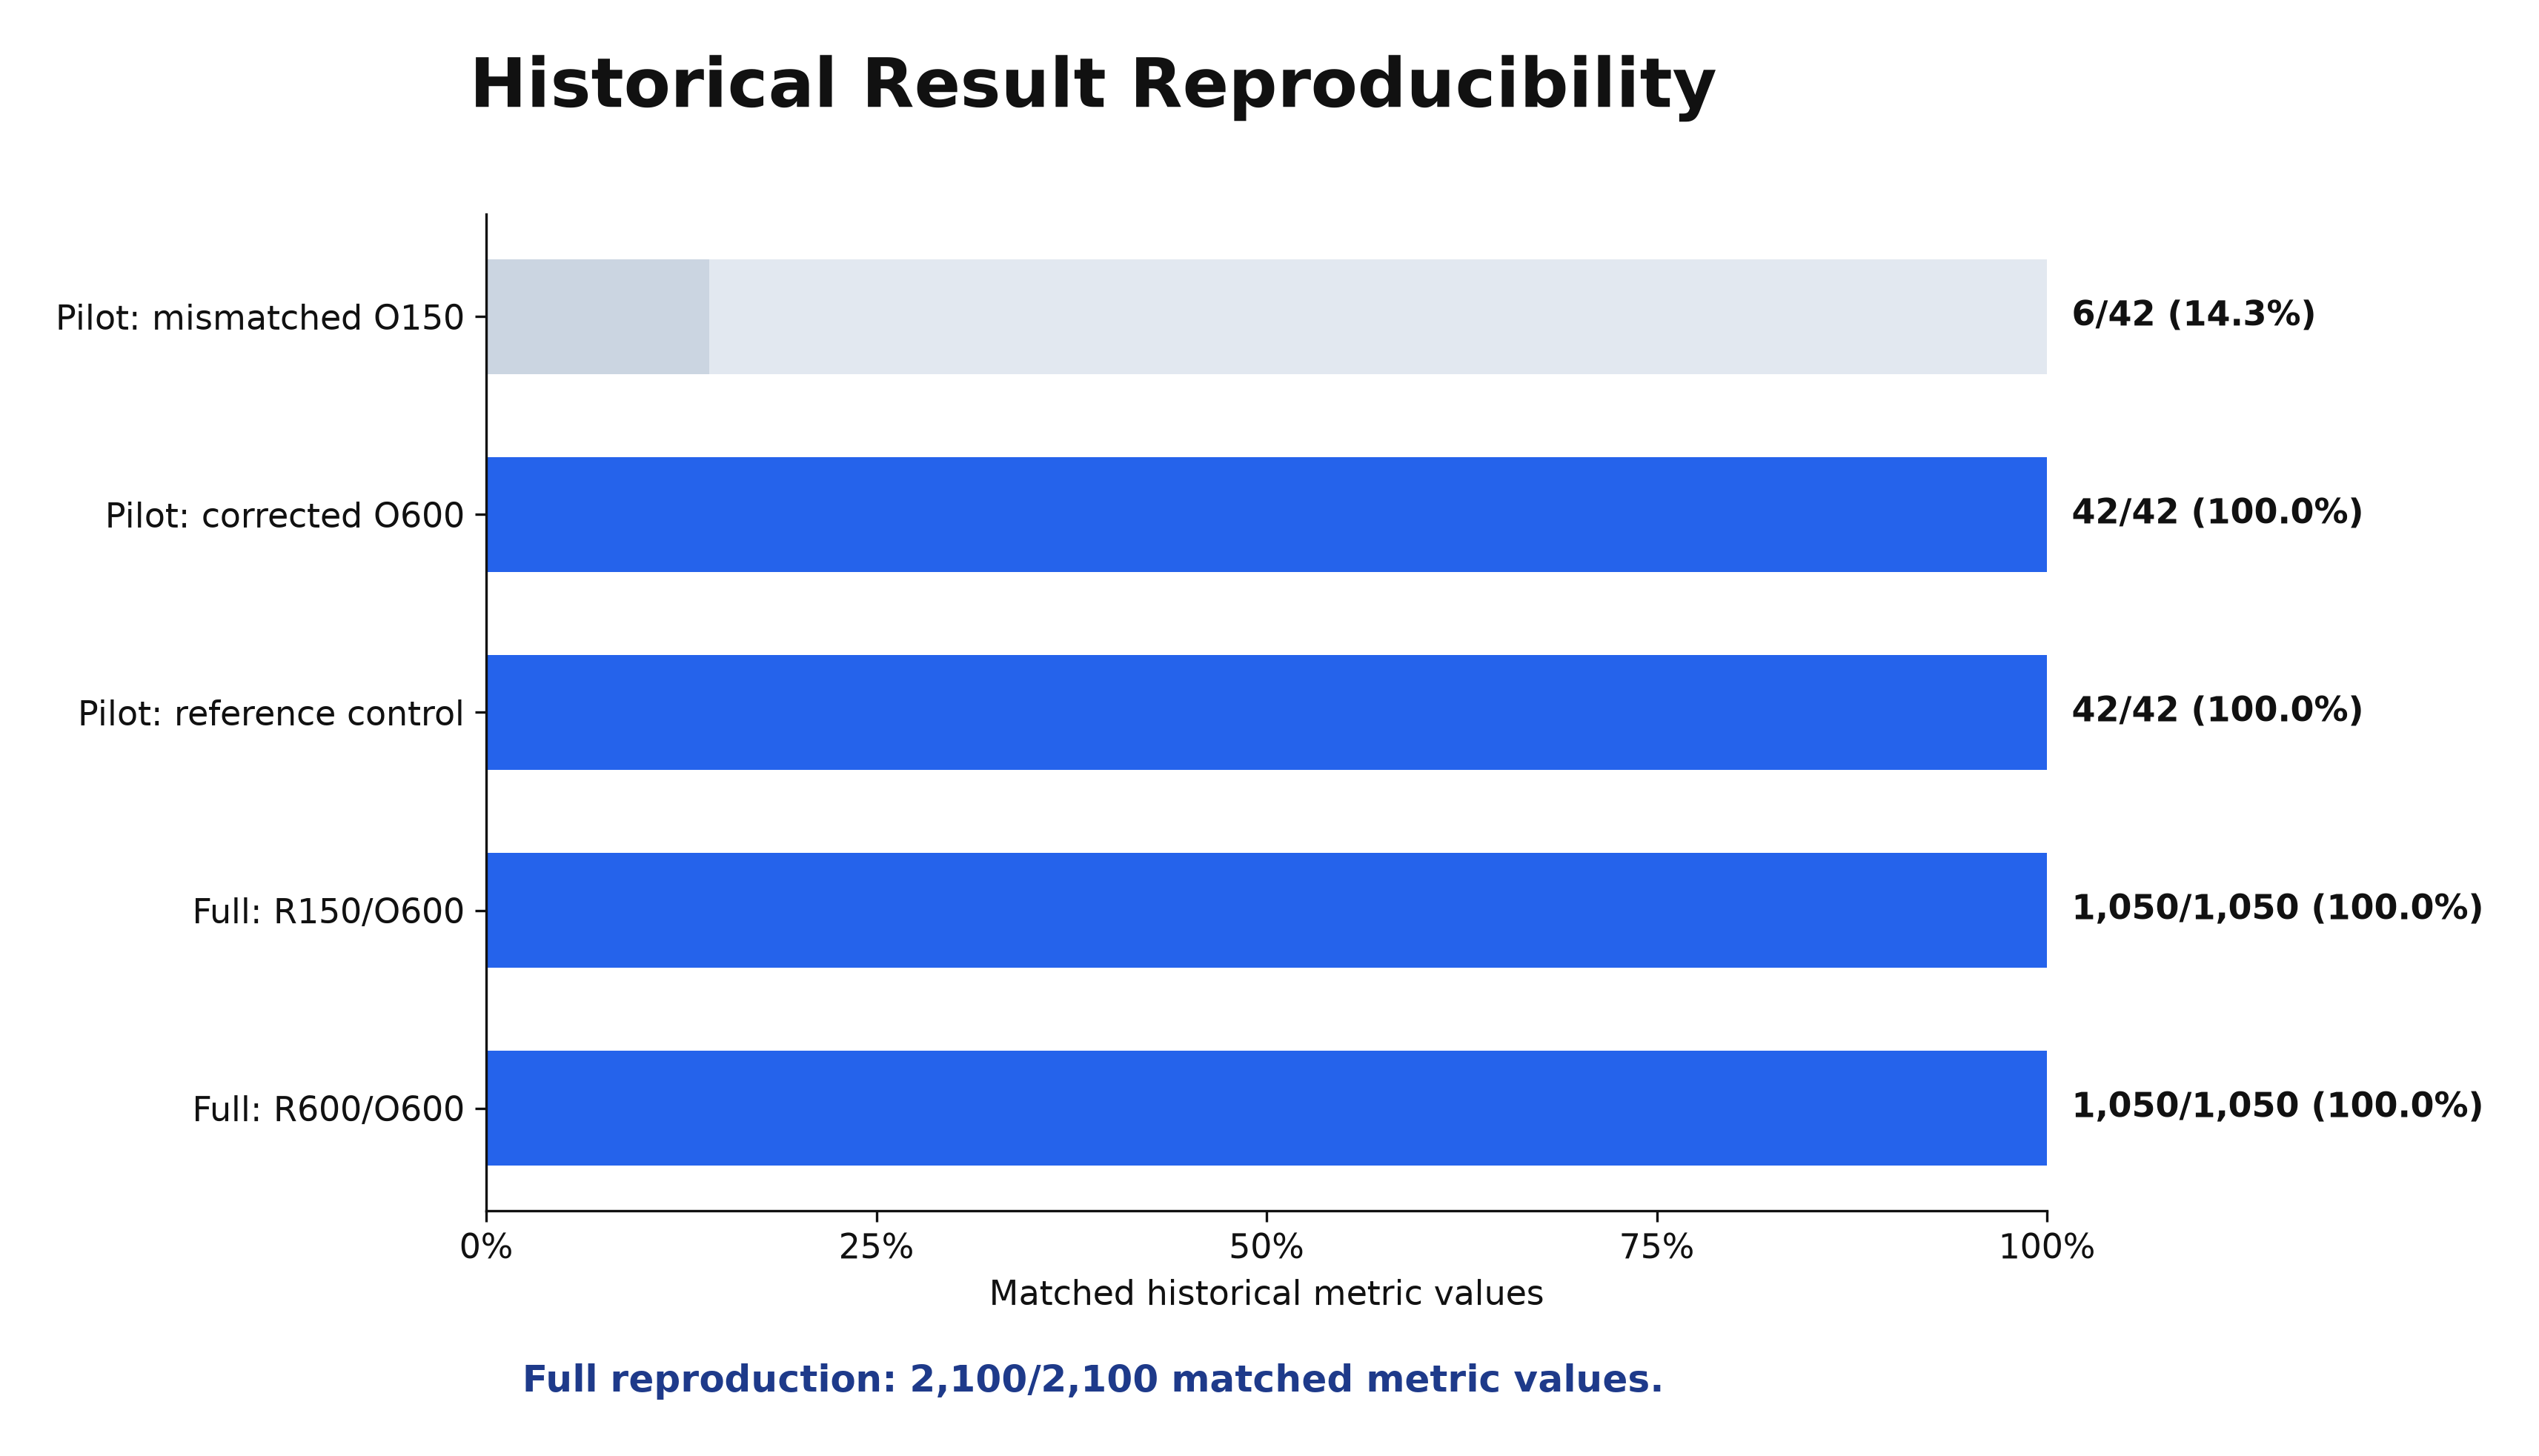 Historical Result Reproducibility
Pilot: mismatched O150
6/42 (14.3%)
Pilot: corrected O600
42/42 (100.0%)
Pilot: reference control
42/42 (100.0%)
Full: R150/O600
1,050/1,050 (100.0%)
Full: R600/O600
1,050/1,050 (100.0%)
0% 25% 50% 75% 100%
Matched historical metric values
Full reproduction: 2,100/2,100 matched metric values.